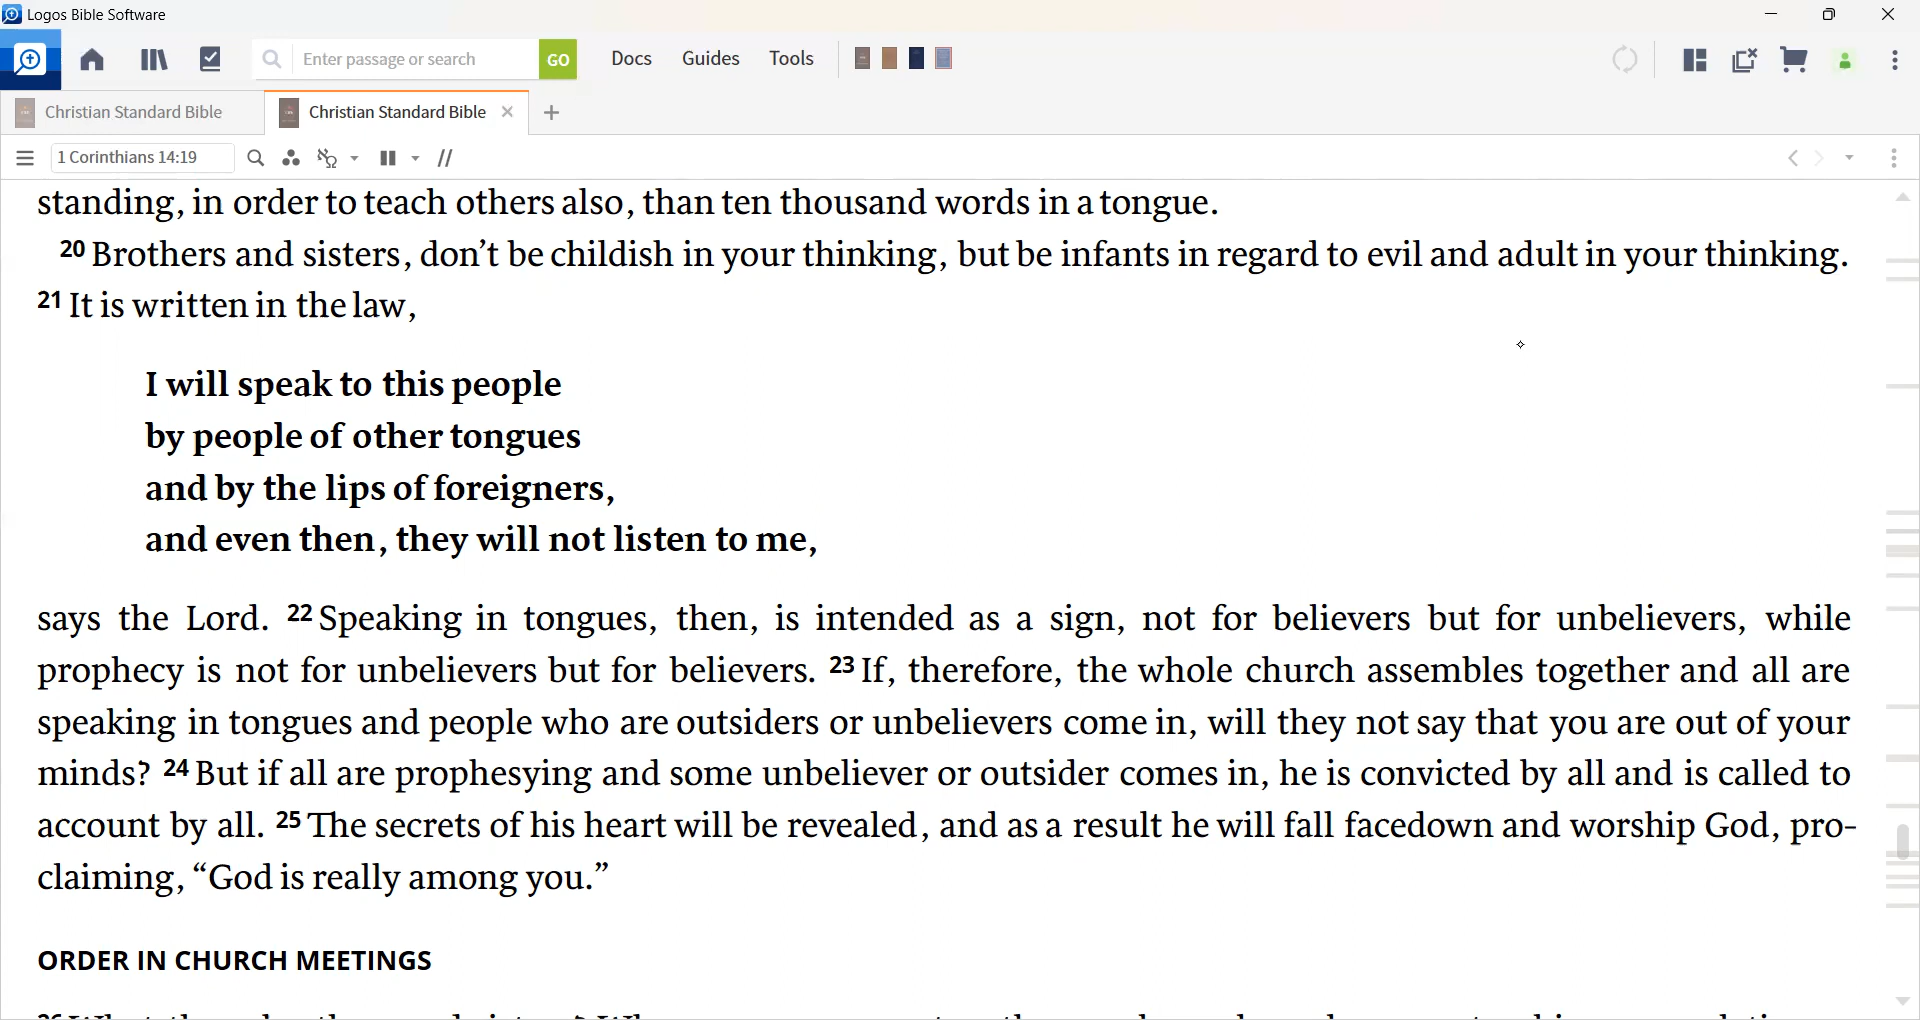 Logos Bible Software
Enter passage or search
GO
Docs
Guides
Tools
Christian Standard Bible
Christian Standard Bible
1 Corinthians 14:19
standing, in order to teach others also, than ten thousand words in a tongue.
20 Brothers and sisters, don’t be childish in your thinking, but be infants in regard to evil and adult in your thinking.
21 It is written in the law,
I will speak to this people
by people of other tongues
and by the lips of foreigners,
and even then, they will not listen to me,
says the Lord. 22 Speaking in tongues, then, is intended as a sign, not for believers but for unbelievers, while
prophecy is not for unbelievers but for believers. 23 If, therefore, the whole church assembles together and all are
speaking in tongues and people who are outsiders or unbelievers come in, will they not say that you are out of your
minds? 24 But if all are prophesying and some unbeliever or outsider comes in, he is convicted by all and is called to
account by all. 25 The secrets of his heart will be revealed, and as a result he will fall facedown and worship God, pro-
claiming, “God is really among you.”
ORDER IN CHURCH MEETINGS